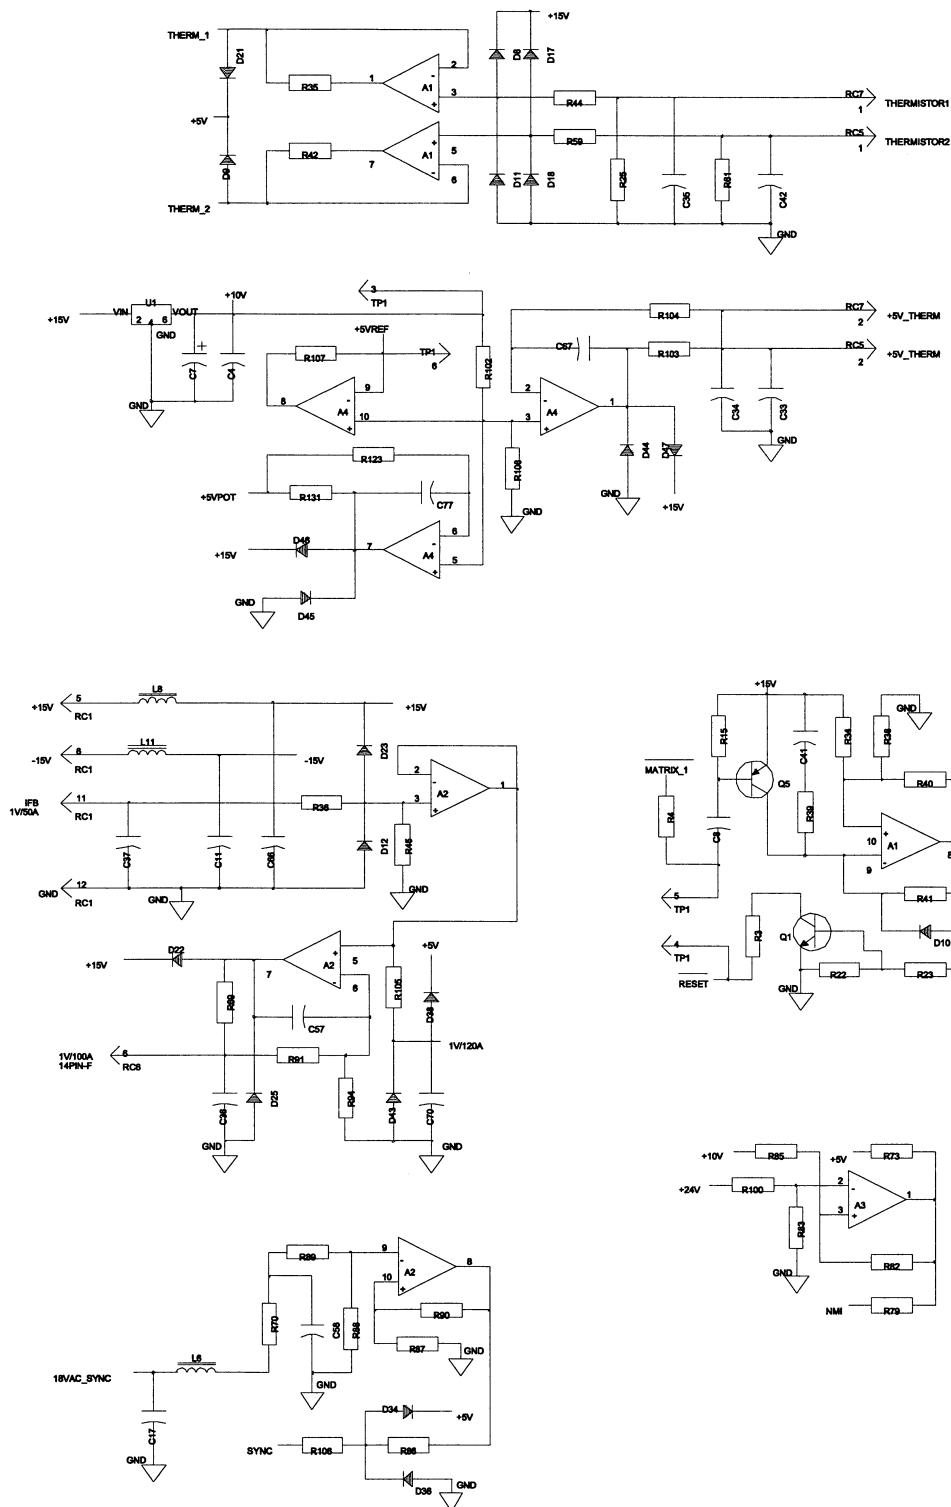 +15V
THERM_1
D21
D8
D17
2
R35
1
A1
3
R44
RC7
THERMISTOR1
1
+5V
R59
RC5
THERMISTOR2
1
D9
R42
7
A1
5
6
D11
D18
R25
C35
R61
C42
THERM_2
GND
3
TP1
U1
+10V
+15V
VIN
VOUT
2 4 6
GND
C7
C4
GND
+5VREF
R107
TP1
6
R102
8
A4
9
10
R104
RC7
+5V_THERM
2
C67
R103
RC5
+5V_THERM
2
2
A4
1
3
C34
C33
GND
R108
GND
D44
D47
GND
+15V
R123
+5VPOT
R131
C77
D46
+15V
7
A4
6
5
GND
D45
L8
5
+15V
RC1
+15V
L11
6
-15V
RC1
-15V
D23
2
A2
1
3
11
IFB
1V/50A
RC1
R36
C37
C11
C66
D12
R45
12
GND
RC1
GND
GND
+15V
R15
C41
R34
R38
GND
MATRIX_1
Q5
R40
R4
C8
R39
10
A1
9
8
5
TP1
R41
D10
4
TP1
R3
Q1
RESET
R22
R23
GND
D22
+15V
7
A2
5
6
+5V
R69
R105
D38
C57
1V/100A
14PIN-F
6
RC6
R91
1V/120A
C36
D25
R94
D43
C70
GND
GND
+10V
R85
+5V
R73
+24V
R100
2
A3
1
3
R83
GND
R82
NMI
R79
R89
9
A2
8
10
R70
C58
R88
R90
R87
GND
GND
L6
18VAC_SYNC
C17
GND
D34
+5V
SYNC
R106
R86
D36
GND